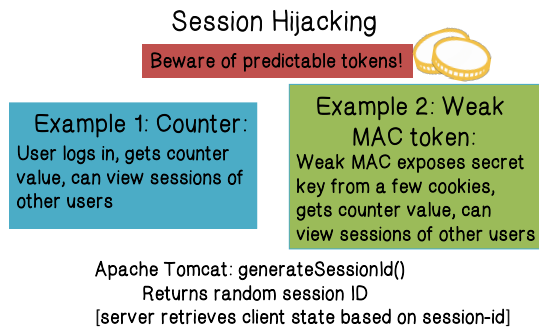 Session Hijacking
Beware of predictable tokens!
Example 1: Counter:
User logs in, gets counter
value, can view sessions of
other users
Example 2: Weak
MAC token:
Weak MAC exposes secret
key from a few cookies,
gets counter value, can
view sessions of other users
Apache Tomcat: generateSessionId()
Returns random session ID
[server retrieves client state based on session-id]